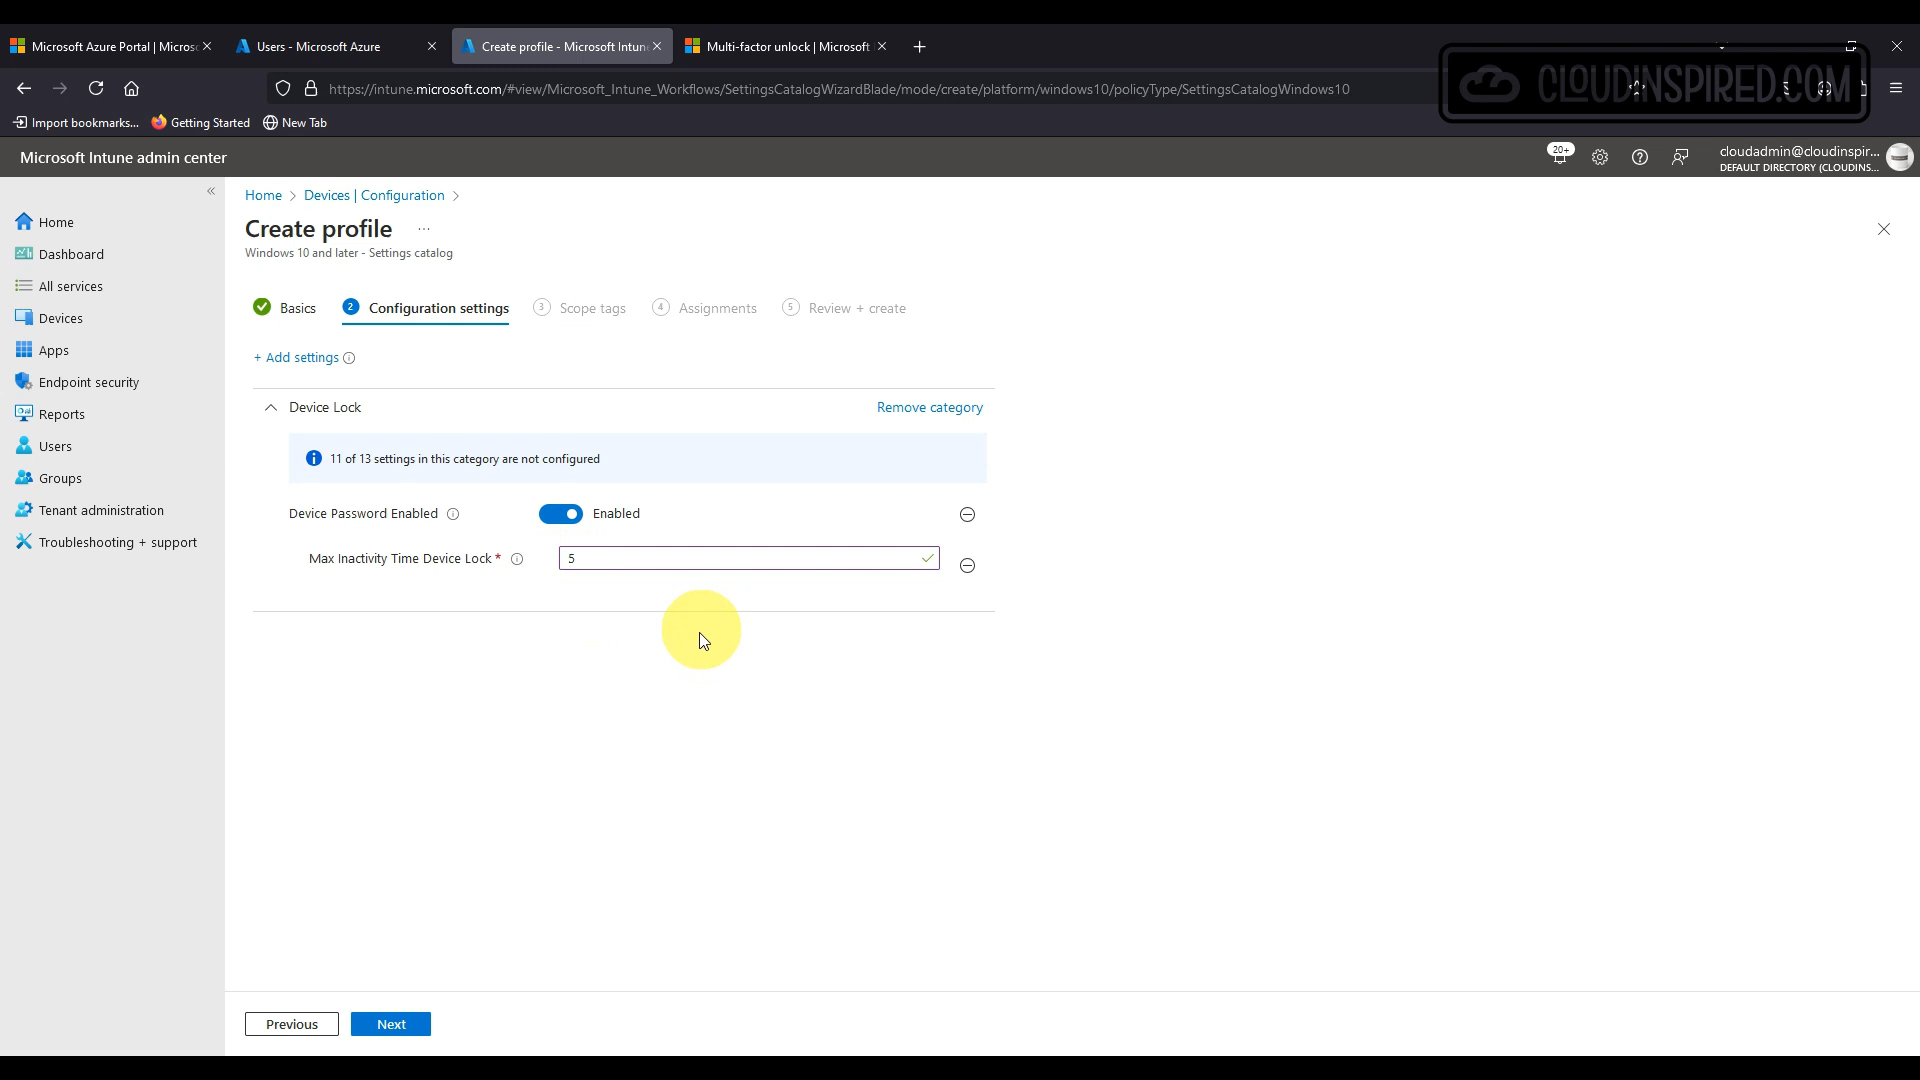 Microsoft Azure Portal | Micros
Users - Microsoft Azure
Create profile - Microsoft Intune
Multi-factor unlock | Microsoft
https://intune.microsoft.com/#view/Microsoft_Intune_Workflows/SettingsCatalogWizardBlade/mode/create/platform/windows10/policyType/SettingsCatalogWindows10
CLOUDINSPIRED.COM
Import bookmarks...
Getting Started
New Tab
Microsoft Intune admin center
20+
cloudadmin@cloudinspir...
DEFAULT DIRECTORY (CLOUDINS...
Home
Dashboard
All services
Devices
Apps
Endpoint security
Reports
Users
Groups
Tenant administration
Troubleshooting + support
Home > Devices | Configuration >
Create profile ...
Windows 10 and later - Settings catalog
Basics
2 Configuration settings
3 Scope tags
4 Assignments
5 Review + create
+ Add settings
Device Lock
Remove category
11 of 13 settings in this category are not configured
Device Password Enabled
Enabled
Max Inactivity Time Device Lock *
5
Previous
Next